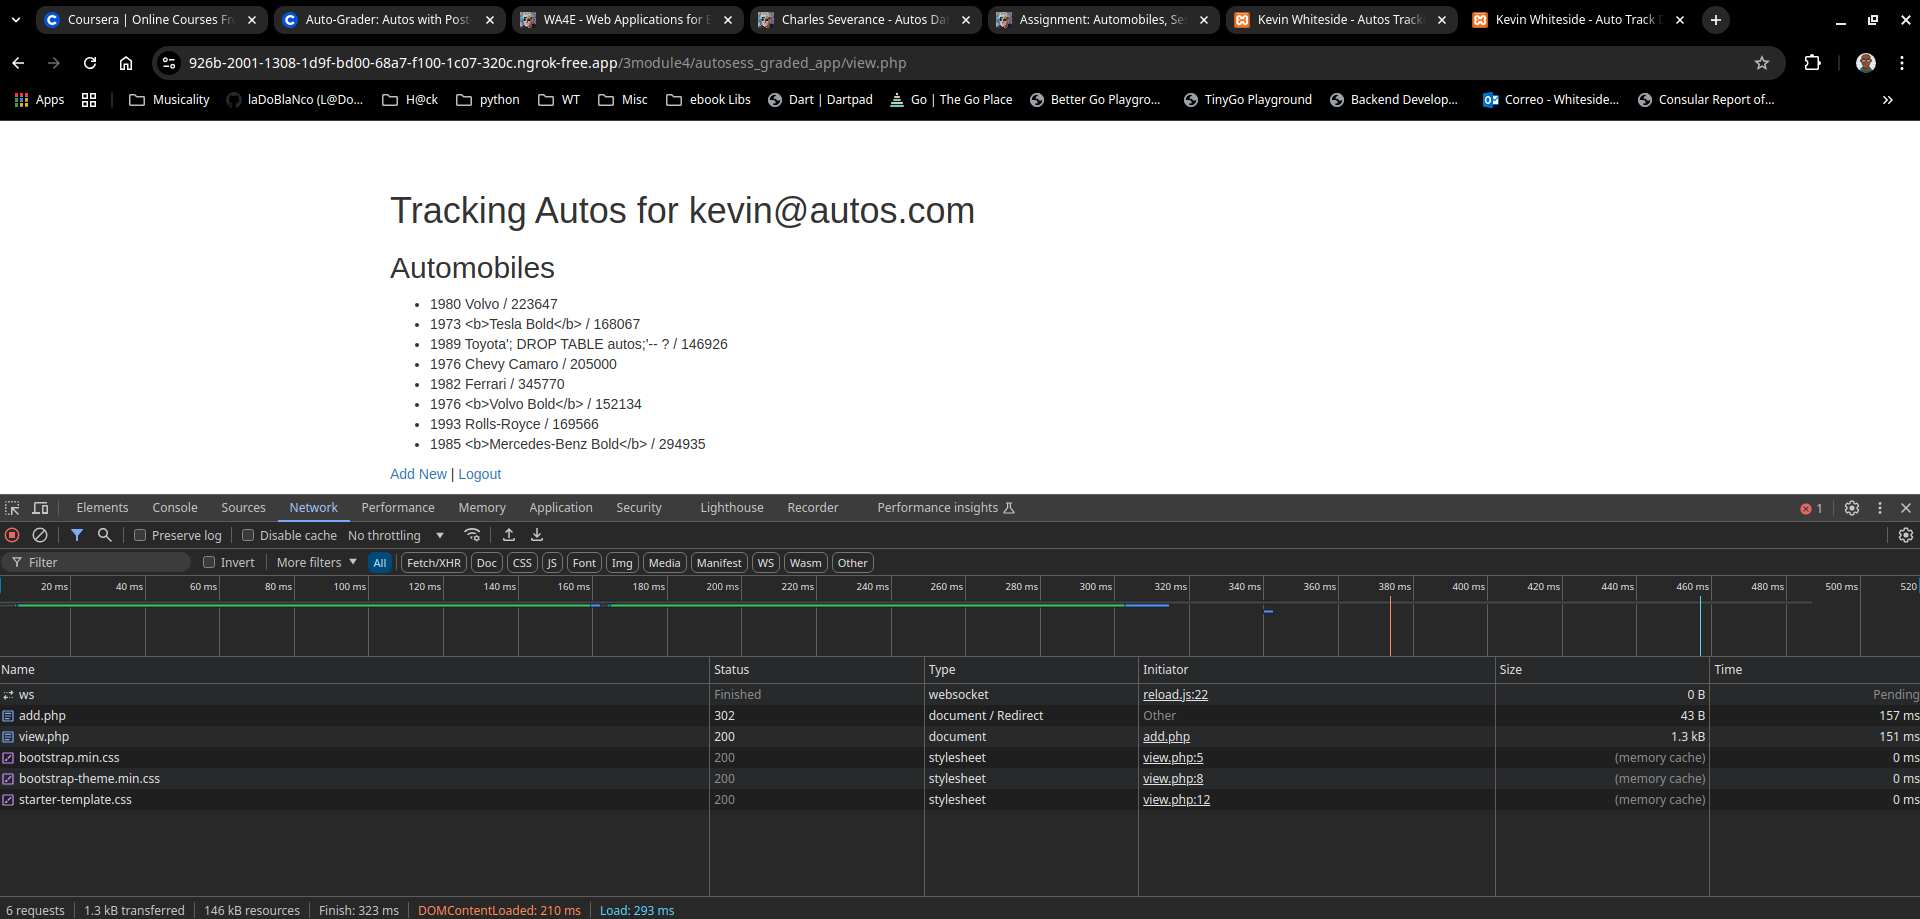 Coursera | Online Courses Fr
Auto-Grader: Autos with Post-
WA4E - Web Applications for E
Charles Severance - Autos Dat
Assignment: Automobiles, Ses
Kevin Whiteside - Autos Track
Kevin Whiteside - Auto Track D
926b-2001-1308-1d9f-bd00-68a7-f100-1c07-320c.ngrok-free.app/3module4/autosess_graded_app/view.php
Apps Musicality laDoBlaNco (L@Do... H@ck python WT Misc ebook Libs Dart | Dartpad Go | The Go Place Better Go Playgro... TinyGo Playground Backend Develop... Correo - Whiteside... Consular Report of...
Tracking Autos for kevin@autos.com
Automobiles
• 1980 Volvo / 223647
• 1973 <b>Tesla Bold</b> / 168067
• 1989 Toyota'; DROP TABLE autos;'-- ? / 146926
• 1976 Chevy Camaro / 205000
• 1982 Ferrari / 345770
• 1976 <b>Volvo Bold</b> / 152134
• 1993 Rolls-Royce / 169566
• 1985 <b>Mercedes-Benz Bold</b> / 294935
Add New | Logout
Elements Console Sources Network Performance Memory Application Security Lighthouse Recorder Performance insights 1
Preserve log Disable cache No throttling
Filter Invert More filters All Fetch/XHR Doc CSS JS Font Img Media Manifest WS Wasm Other
20 ms 40 ms 60 ms 80 ms 100 ms 120 ms 140 ms 160 ms 180 ms 200 ms 220 ms 240 ms 260 ms 280 ms 300 ms 320 ms 340 ms 360 ms 380 ms 400 ms 420 ms 440 ms 460 ms 480 ms 500 ms 520
Name Status Type Initiator Size Time
ws Finished websocket reload.js:22 0 B Pending
add.php 302 document / Redirect Other 43 B 157 ms
view.php 200 document add.php 1.3 kB 151 ms
bootstrap.min.css 200 stylesheet view.php:5 (memory cache) 0 ms
bootstrap-theme.min.css 200 stylesheet view.php:8 (memory cache) 0 ms
starter-template.css 200 stylesheet view.php:12 (memory cache) 0 ms
6 requests 1.3 kB transferred 146 kB resources Finish: 323 ms DOMContentLoaded: 210 ms Load: 293 ms